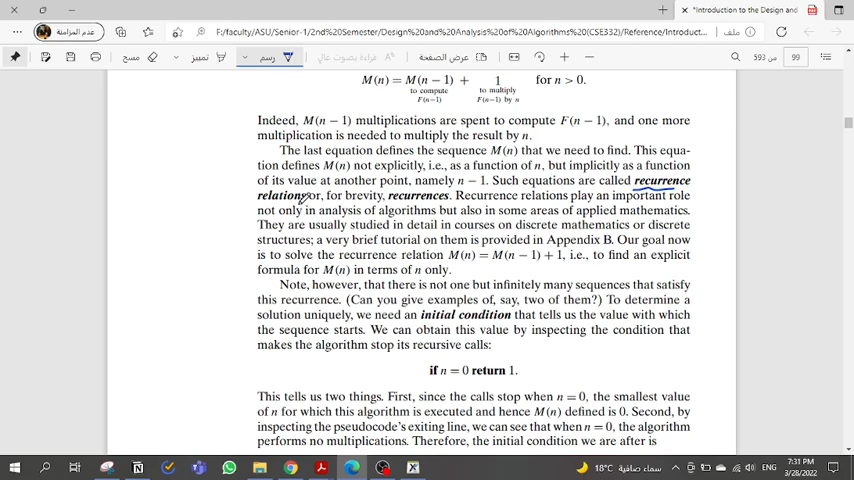 *Introduction to the Design and
ملف
F:/faculty/ASU/Senior-1/2nd%20Semester/Design%20and%20Analysis%20of%20Algorithms(CSE332)/Reference/Introduct...
عدم المزامنة
99 من 593
عرض الصفحة
قراءة بصوت عالٍ
رسم
تمييز
مسح
M(n) = M(n − 1) + 1 for n > 0.
to compute to multiply
F(n−1) F(n−1) by n
Indeed, M(n − 1) multiplications are spent to compute F(n − 1), and one more
multiplication is needed to multiply the result by n.
The last equation defines the sequence M(n) that we need to find. This equa-
tion defines M(n) not explicitly, i.e., as a function of n, but implicitly as a function
of its value at another point, namely n − 1. Such equations are called recurrence
relations or, for brevity, recurrences. Recurrence relations play an important role
not only in analysis of algorithms but also in some areas of applied mathematics.
They are usually studied in detail in courses on discrete mathematics or discrete
structures; a very brief tutorial on them is provided in Appendix B. Our goal now
is to solve the recurrence relation M(n) = M(n − 1) + 1, i.e., to find an explicit
formula for M(n) in terms of n only.
Note, however, that there is not one but infinitely many sequences that satisfy
this recurrence. (Can you give examples of, say, two of them?) To determine a
solution uniquely, we need an initial condition that tells us the value with which
the sequence starts. We can obtain this value by inspecting the condition that
makes the algorithm stop its recursive calls:
if n = 0 return 1.
This tells us two things. First, since the calls stop when n = 0, the smallest value
of n for which this algorithm is executed and hence M(n) defined is 0. Second, by
inspecting the pseudocode's exiting line, we can see that when n = 0, the algorithm
performs no multiplications. Therefore, the initial condition we are after is
18°C سماء صافية
ENG
7:31 PM
3/28/2022